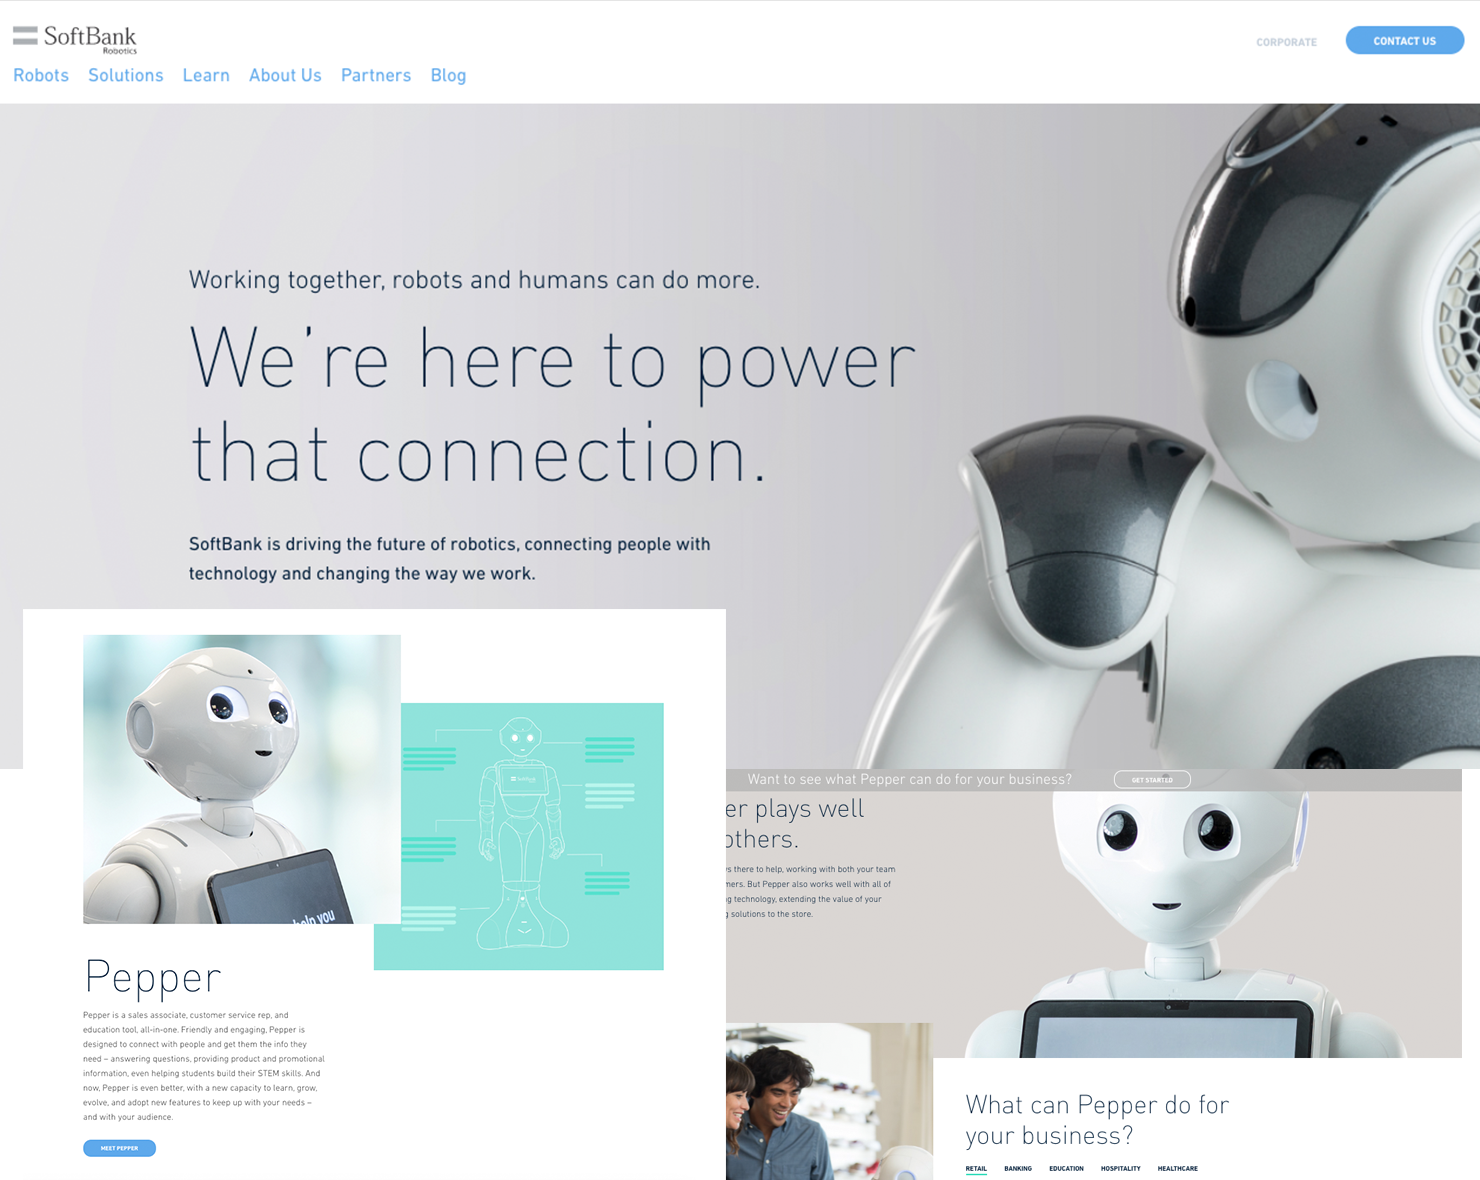 SoftBank
Robotics
CORPORATE
CONTACT US
Robots Solutions Learn About Us Partners Blog
Working together, robots and humans can do more.
We're here to power
that connection.
SoftBank is driving the future of robotics, connecting people with
technology and changing the way we work.
SoftBank
help you
Pepper
Pepper is a sales associate, customer service rep, and
education tool, all-in-one. Friendly and engaging, Pepper is
designed to connect with people and get them the info they
need – answering questions, providing product and promotional
information, even helping students build their STEM skills. And
now, Pepper is even better, with a new capacity to learn, grow,
evolve, and adopt new features to keep up with your needs –
and with your audience.
MEET PEPPER
Want to see what Pepper can do for your business?
GET STARTED
er plays well
others.
ys there to help, working with both your team
mers. But Pepper also works well with all of
g technology, extending the value of your
g solutions to the store.
What can Pepper do for
your business?
RETAIL BANKING EDUCATION HOSPITALITY HEALTHCARE